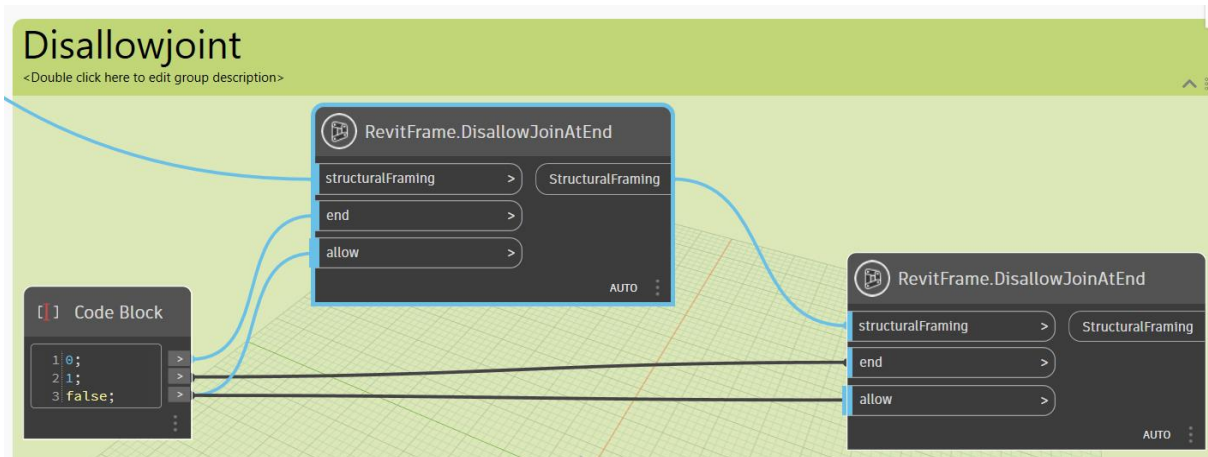 Disallowjoint
<Double click here to edit group description>
RevitFrame.DisallowJoinAtEnd
structuralFraming > StructuralFraming
end >
allow >
AUTO
RevitFrame.DisallowJoinAtEnd
structuralFraming > StructuralFraming
end >
allow >
AUTO
[I] Code Block
1 0; >
2 1; >
3 false; >